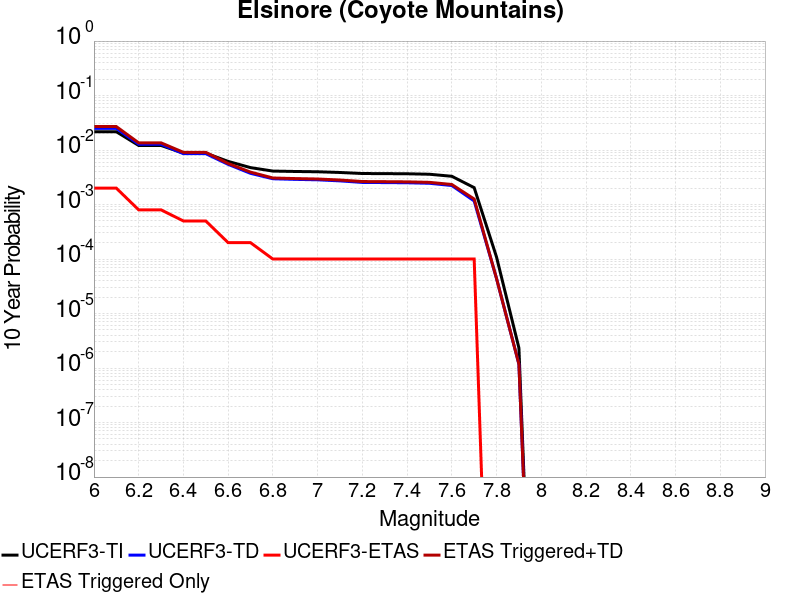 Elsinore (Coyote Mountains)
10^0
10^-1
10^-2
10^-3
10^-4
10^-5
10^-6
10^-7
10^-8
10 Year Probability
6 6.2 6.4 6.6 6.8 7 7.2 7.4 7.6 7.8 8 8.2 8.4 8.6 8.8 9
Magnitude
UCERF3-TI UCERF3-TD UCERF3-ETAS ETAS Triggered+TD
ETAS Triggered Only